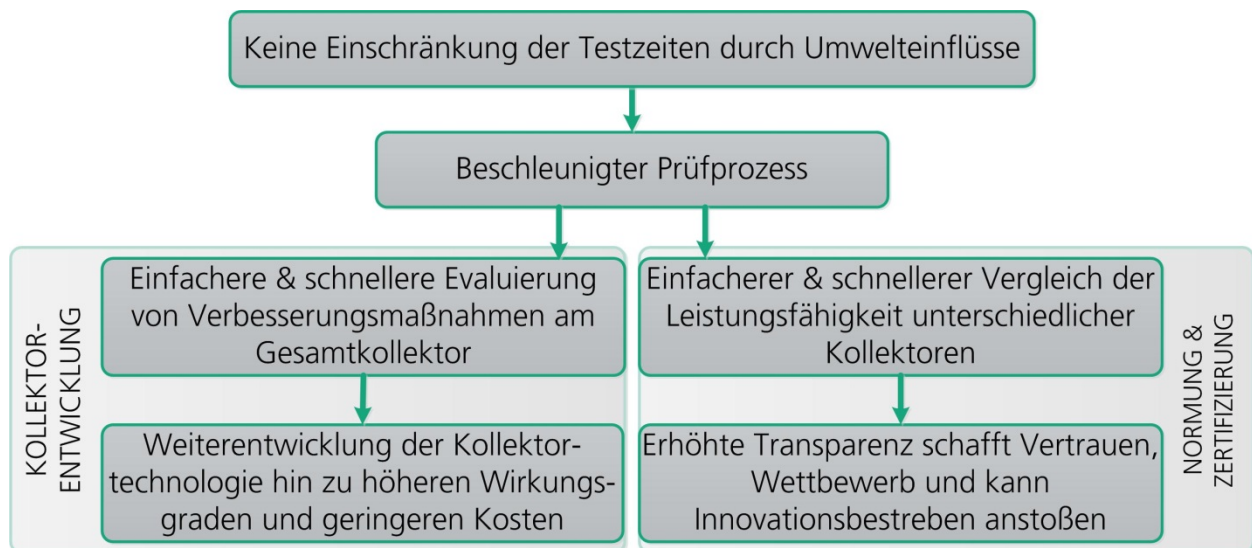 Keine Einschränkung der Testzeiten durch Umwelteinflüsse
Beschleunigter Prüfprozess
KOLLEKTOR-
ENTWICKLUNG
Einfachere & schnellere Evaluierung
von Verbesserungsmaßnahmen am
Gesamtkollektor
Weiterentwicklung der Kollektor-
technologie hin zu höheren Wirkungs-
graden und geringeren Kosten
Einfacherer & schnellerer Vergleich der
Leistungsfähigkeit unterschiedlicher
Kollektoren
Erhöhte Transparenz schafft Vertrauen,
Wettbewerb und kann
Innovationsbestreben anstoßen
NORMUNG &
ZERTIFIZIERUNG